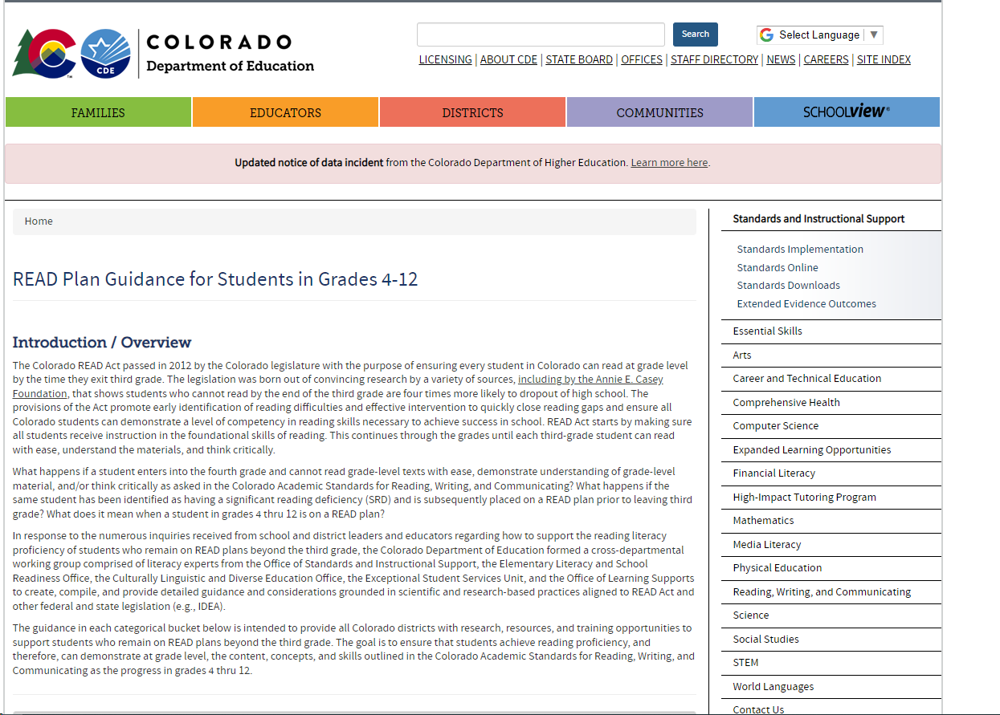 COLORADO
Department of Education
CDE
TM
Search
Select Language ▼
LICENSING | ABOUT CDE | STATE BOARD | OFFICES | STAFF DIRECTORY | NEWS | CAREERS | SITE INDEX
FAMILIES
EDUCATORS
DISTRICTS
COMMUNITIES
SCHOOLview®
Updated notice of data incident from the Colorado Department of Higher Education. Learn more here.
Home
READ Plan Guidance for Students in Grades 4-12
Introduction / Overview
The Colorado READ Act passed in 2012 by the Colorado legislature with the purpose of ensuring every student in Colorado can read at grade level
by the time they exit third grade. The legislation was born out of convincing research by a variety of sources, including by the Annie E. Casey
Foundation, that shows students who cannot read by the end of the third grade are four times more likely to dropout of high school. The
provisions of the Act promote early identification of reading difficulties and effective intervention to quickly close reading gaps and ensure all
Colorado students can demonstrate a level of competency in reading skills necessary to achieve success in school. READ Act starts by making sure
all students receive instruction in the foundational skills of reading. This continues through the grades until each third-grade student can read
with ease, understand the materials, and think critically.
What happens if a student enters into the fourth grade and cannot read grade-level texts with ease, demonstrate understanding of grade-level
material, and/or think critically as asked in the Colorado Academic Standards for Reading, Writing, and Communicating? What happens if the
same student has been identified as having a significant reading deficiency (SRD) and is subsequently placed on a READ plan prior to leaving third
grade? What does it mean when a student in grades 4 thru 12 is on a READ plan?
In response to the numerous inquiries received from school and district leaders and educators regarding how to support the reading literacy
proficiency of students who remain on READ plans beyond the third grade, the Colorado Department of Education formed a cross-departmental
working group comprised of literacy experts from the Office of Standards and Instructional Support, the Elementary Literacy and School
Readiness Office, the Culturally Linguistic and Diverse Education Office, the Exceptional Student Services Unit, and the Office of Learning Supports
to create, compile, and provide detailed guidance and considerations grounded in scientific and research-based practices aligned to READ Act and
other federal and state legislation (e.g., IDEA).
The guidance in each categorical bucket below is intended to provide all Colorado districts with research, resources, and training opportunities to
support students who remain on READ plans beyond the third grade. The goal is to ensure that students achieve reading proficiency, and
therefore, can demonstrate at grade level, the content, concepts, and skills outlined in the Colorado Academic Standards for Reading, Writing, and
Communicating as the progress in grades 4 thru 12.
Standards and Instructional Support
Standards Implementation
Standards Online
Standards Downloads
Extended Evidence Outcomes
Essential Skills
Arts
Career and Technical Education
Comprehensive Health
Computer Science
Expanded Learning Opportunities
Financial Literacy
High-Impact Tutoring Program
Mathematics
Media Literacy
Physical Education
Reading, Writing, and Communicating
Science
Social Studies
STEM
World Languages
Contact Us